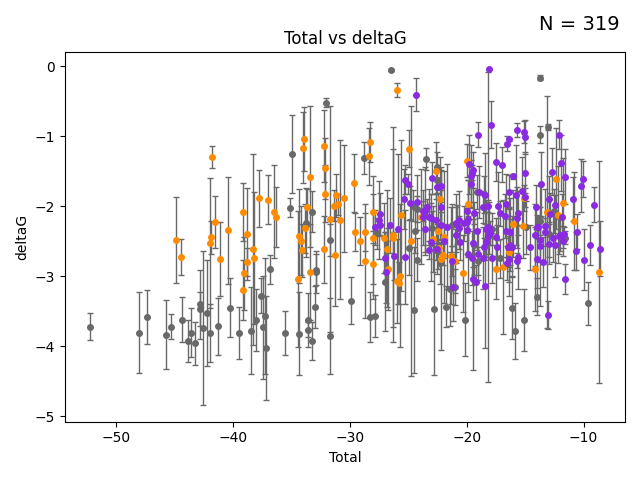 N = 319
Total vs deltaG
deltaG
0
−1
−2
−3
−4
−5
−50
−40
−30
−20
−10
Total